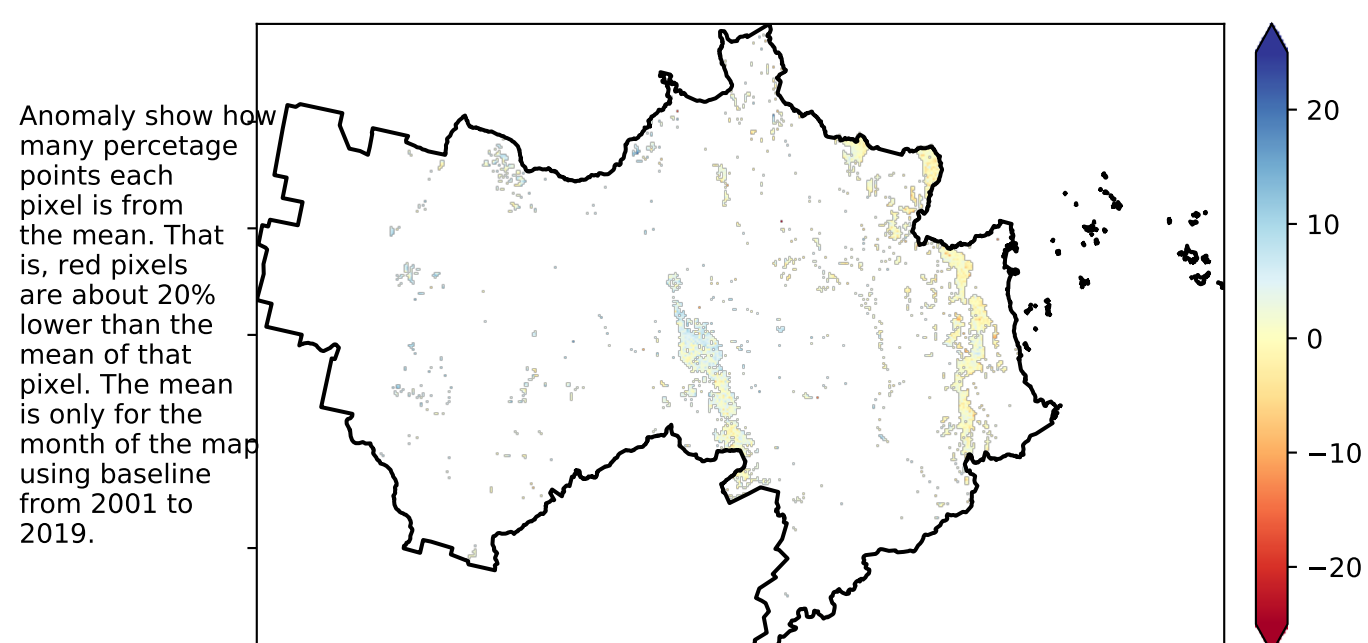 Anomaly show how
many percetage
points each
pixel is from
the mean. That
is, red pixels
are about 20%
lower than the
mean of that
pixel. The mean
is only for the
month of the map
using baseline
from 2001 to
2019.
20
10
0
−10
−20